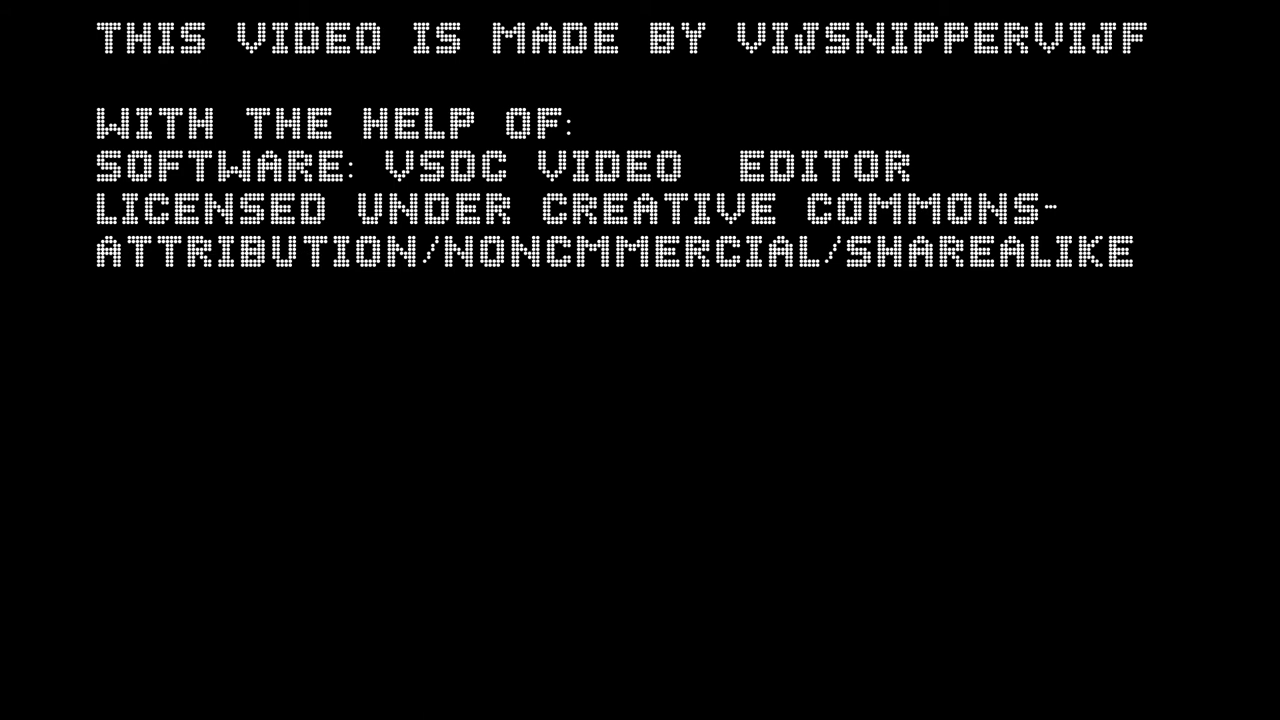 THIS VIDEO IS MADE BY VIJSNIPPERVIJF
WITH THE HELP OF:
SOFTWARE: VSDC VIDEO  EDITOR
LICENSED UNDER CREATIVE COMMONS-
ATTRIBUTION/NONCMMERCIAL/SHAREALIKE